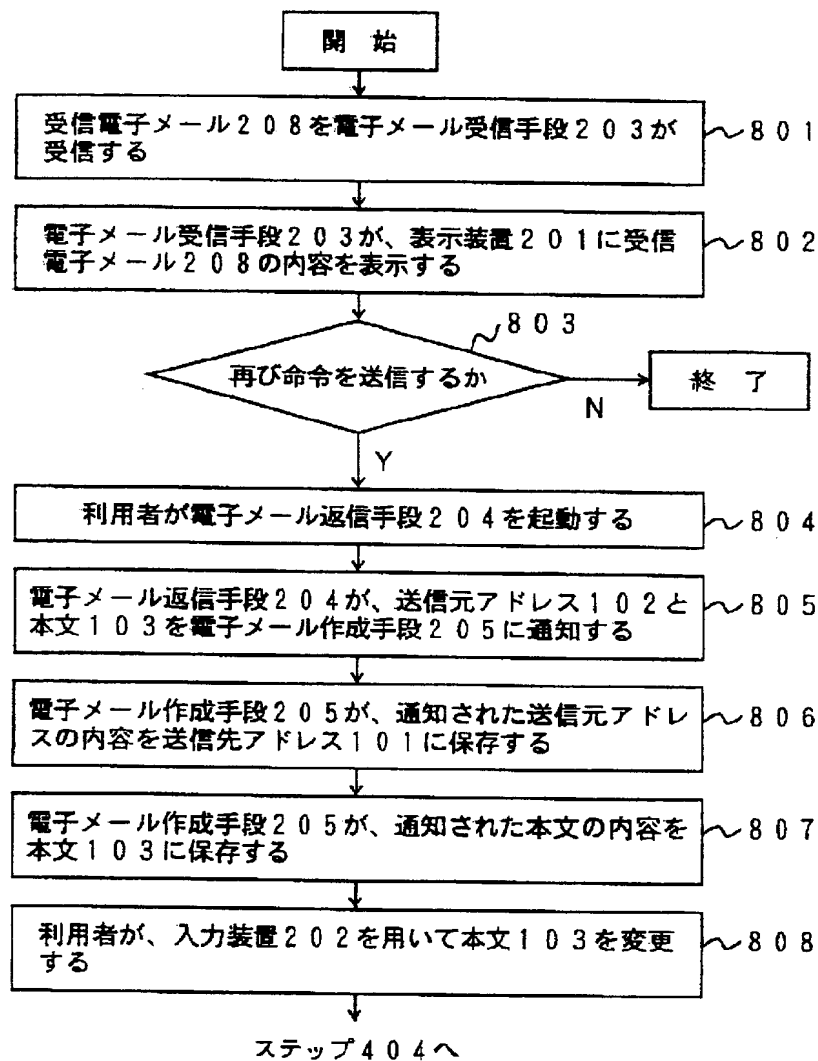 開 始
受信電子メール208を電子メール受信手段203が
受信する
801
電子メール受信手段203が、表示装置201に受信
電子メール208の内容を表示する
802
803
再び命令を送信するか
N
終 了
Y
利用者が電子メール返信手段204を起動する
804
電子メール返信手段204が、送信元アドレス102と
本文103を電子メール作成手段205に通知する
805
電子メール作成手段205が、通知された送信元アドレ
スの内容を送信先アドレス101に保存する
806
電子メール作成手段205が、通知された本文の内容を
本文103に保存する
807
利用者が、入力装置202を用いて本文103を変更
する
808
ステップ404へ